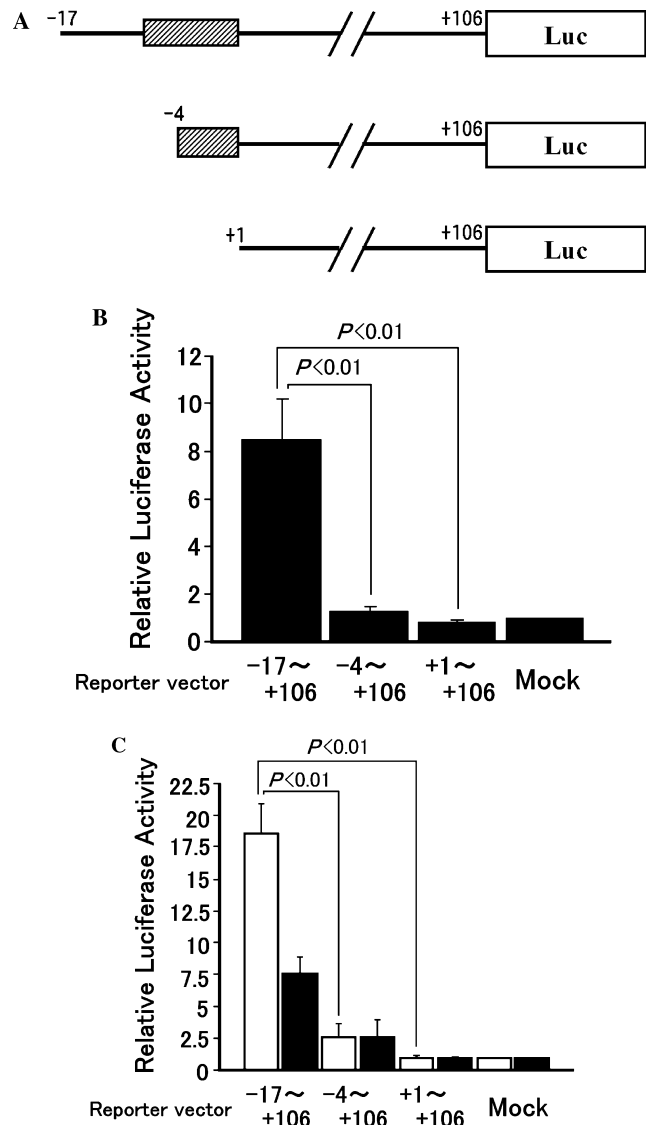 A
−17
+106
Luc
−4
+106
Luc
+1
+106
Luc
B
Relative Luciferase Activity
P<0.01
P<0.01
12
10
8
6
4
2
0
Reporter vector
−17～
+106
−4～
+106
+1～
+106
Mock
C
Relative Luciferase Activity
P<0.01
P<0.01
22.5
20
17.5
15
12.5
10
7.5
5
2.5
0
Reporter vector
−17～
+106
−4～
+106
+1～
+106
Mock